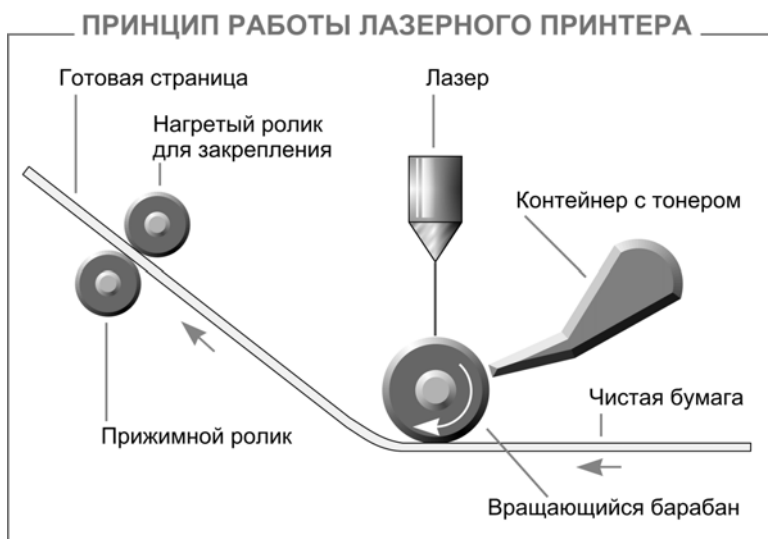 ПРИНЦИП РАБОТЫ ЛАЗЕРНОГО ПРИНТЕРА
Готовая страница
Лазер
Нагретый ролик
для закрепления
Контейнер с тонером
Чистая бумага
Прижимной ролик
Вращающийся барабан